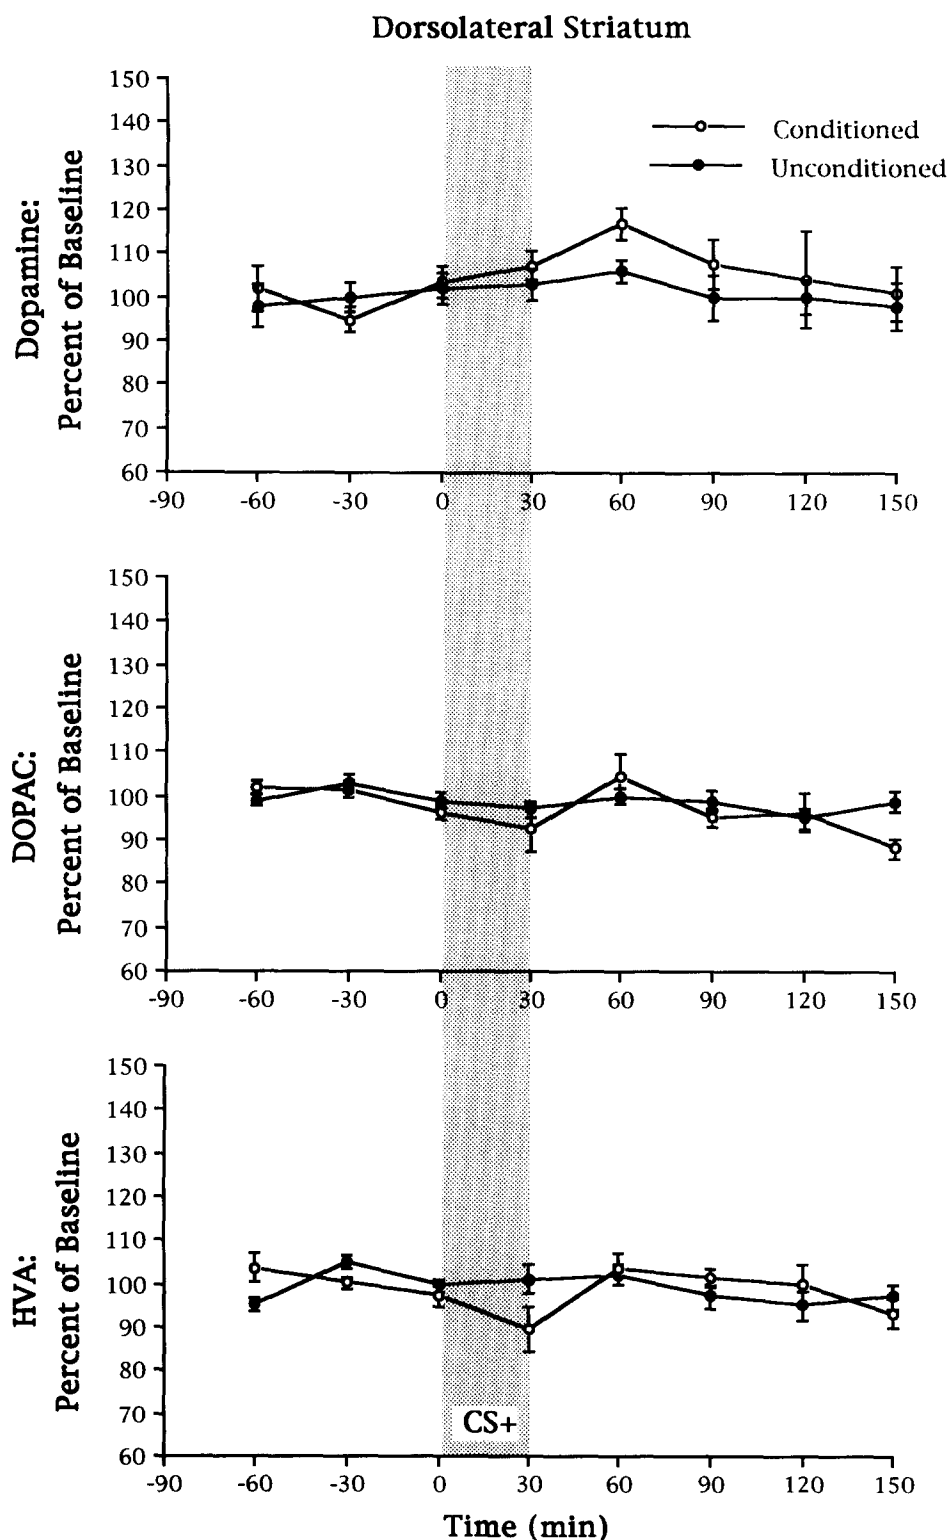 Dorsolateral Striatum
Dopamine:
Percent of Baseline
150
140
130
120
110
100
90
80
70
60
-90 -60 -30 0 30 60 90 120 150
Conditioned
Unconditioned
DOPAC:
Percent of Baseline
150
140
130
120
110
100
90
80
70
60
-90 -60 -30 0 30 60 90 120 150
HVA:
Percent of Baseline
150
140
130
120
110
100
90
80
70
60
CS+
-90 -60 -30 0 30 60 90 120 150
Time (min)